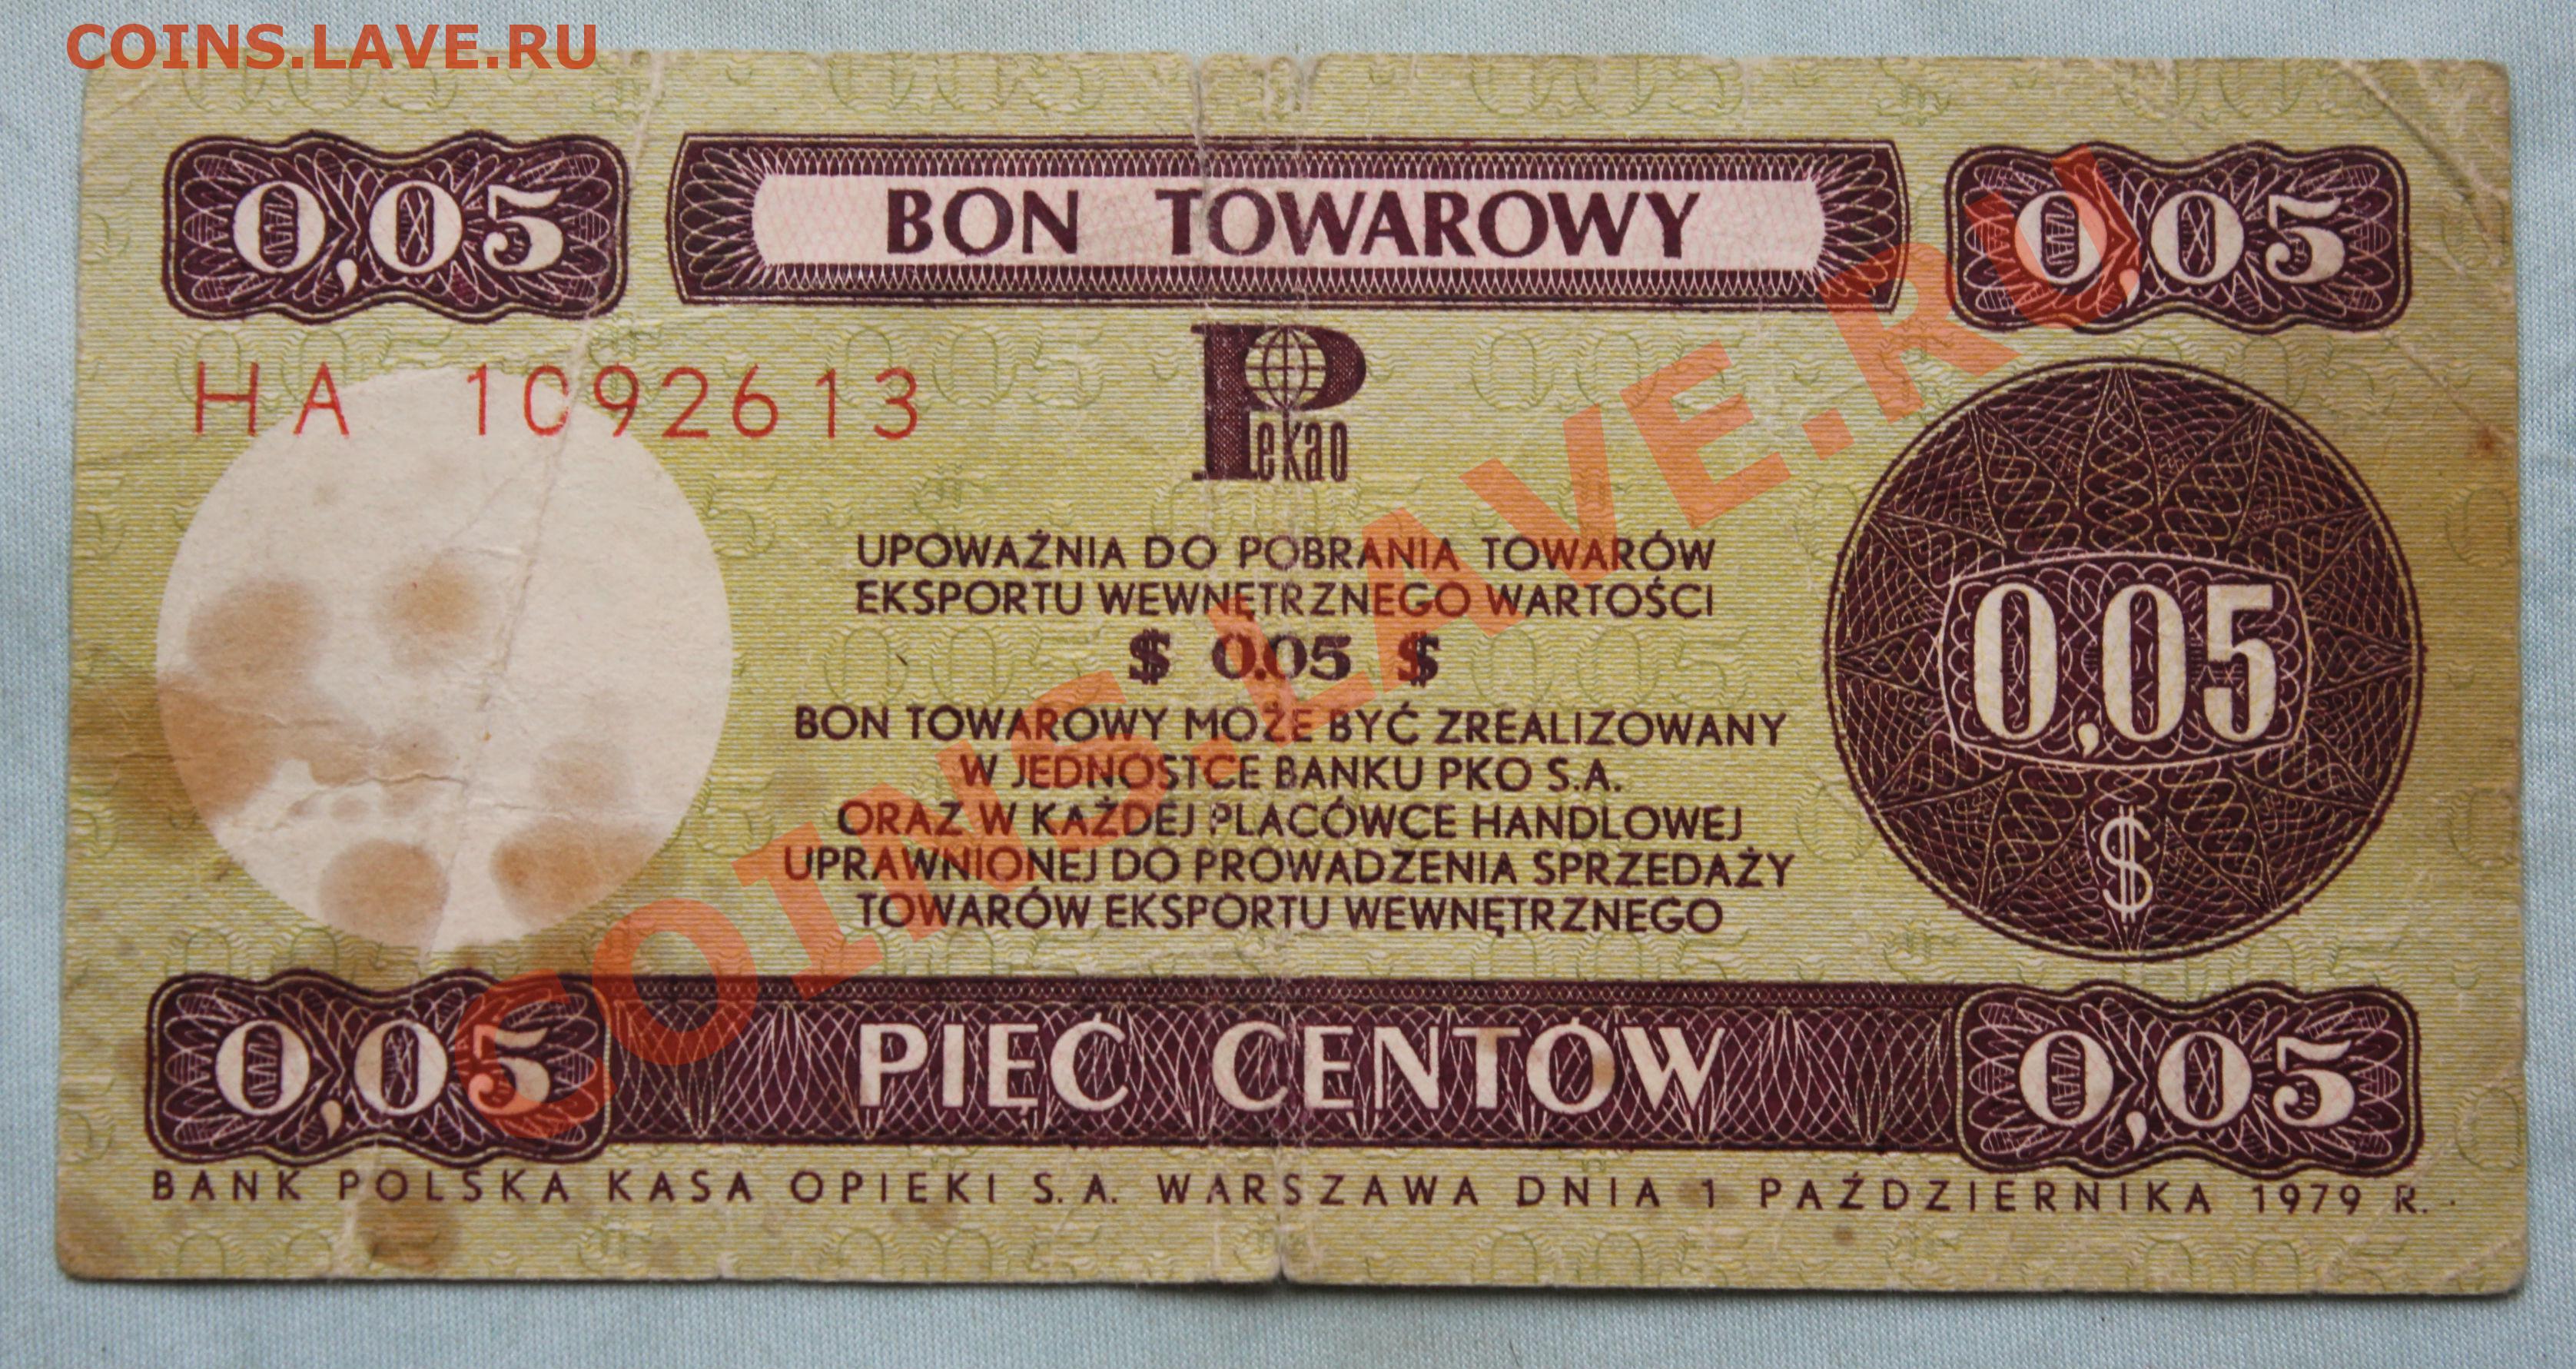 COINS.LAVE.RU
0,05 BON TOWAROWY 0,05
HA 1092613
Pekao
UPOWAŻNIA DO POBRANIA TOWARÓW
EKSPORTU WEWNĘTRZNEGO WARTOŚCI
$ 0.05 $
BON TOWAROWY MOŻE BYĆ ZREALIZOWANY
W JEDNOSTCE BANKU PKO S.A.
ORAZ W KAŻDEJ PLACÓWCE HANDLOWEJ
UPRAWNIONEJ DO PROWADZENIA SPRZEDAŻY
TOWARÓW EKSPORTU WEWNĘTRZNEGO
0,05
$
0,05 PIĘĆ CENTÓW 0,05
BANK POLSKA KASA OPIEKI S.A. WARSZAWA DNIA 1 PAŹDZIERNIKA 1979 R.
COINS.LAVE.RU